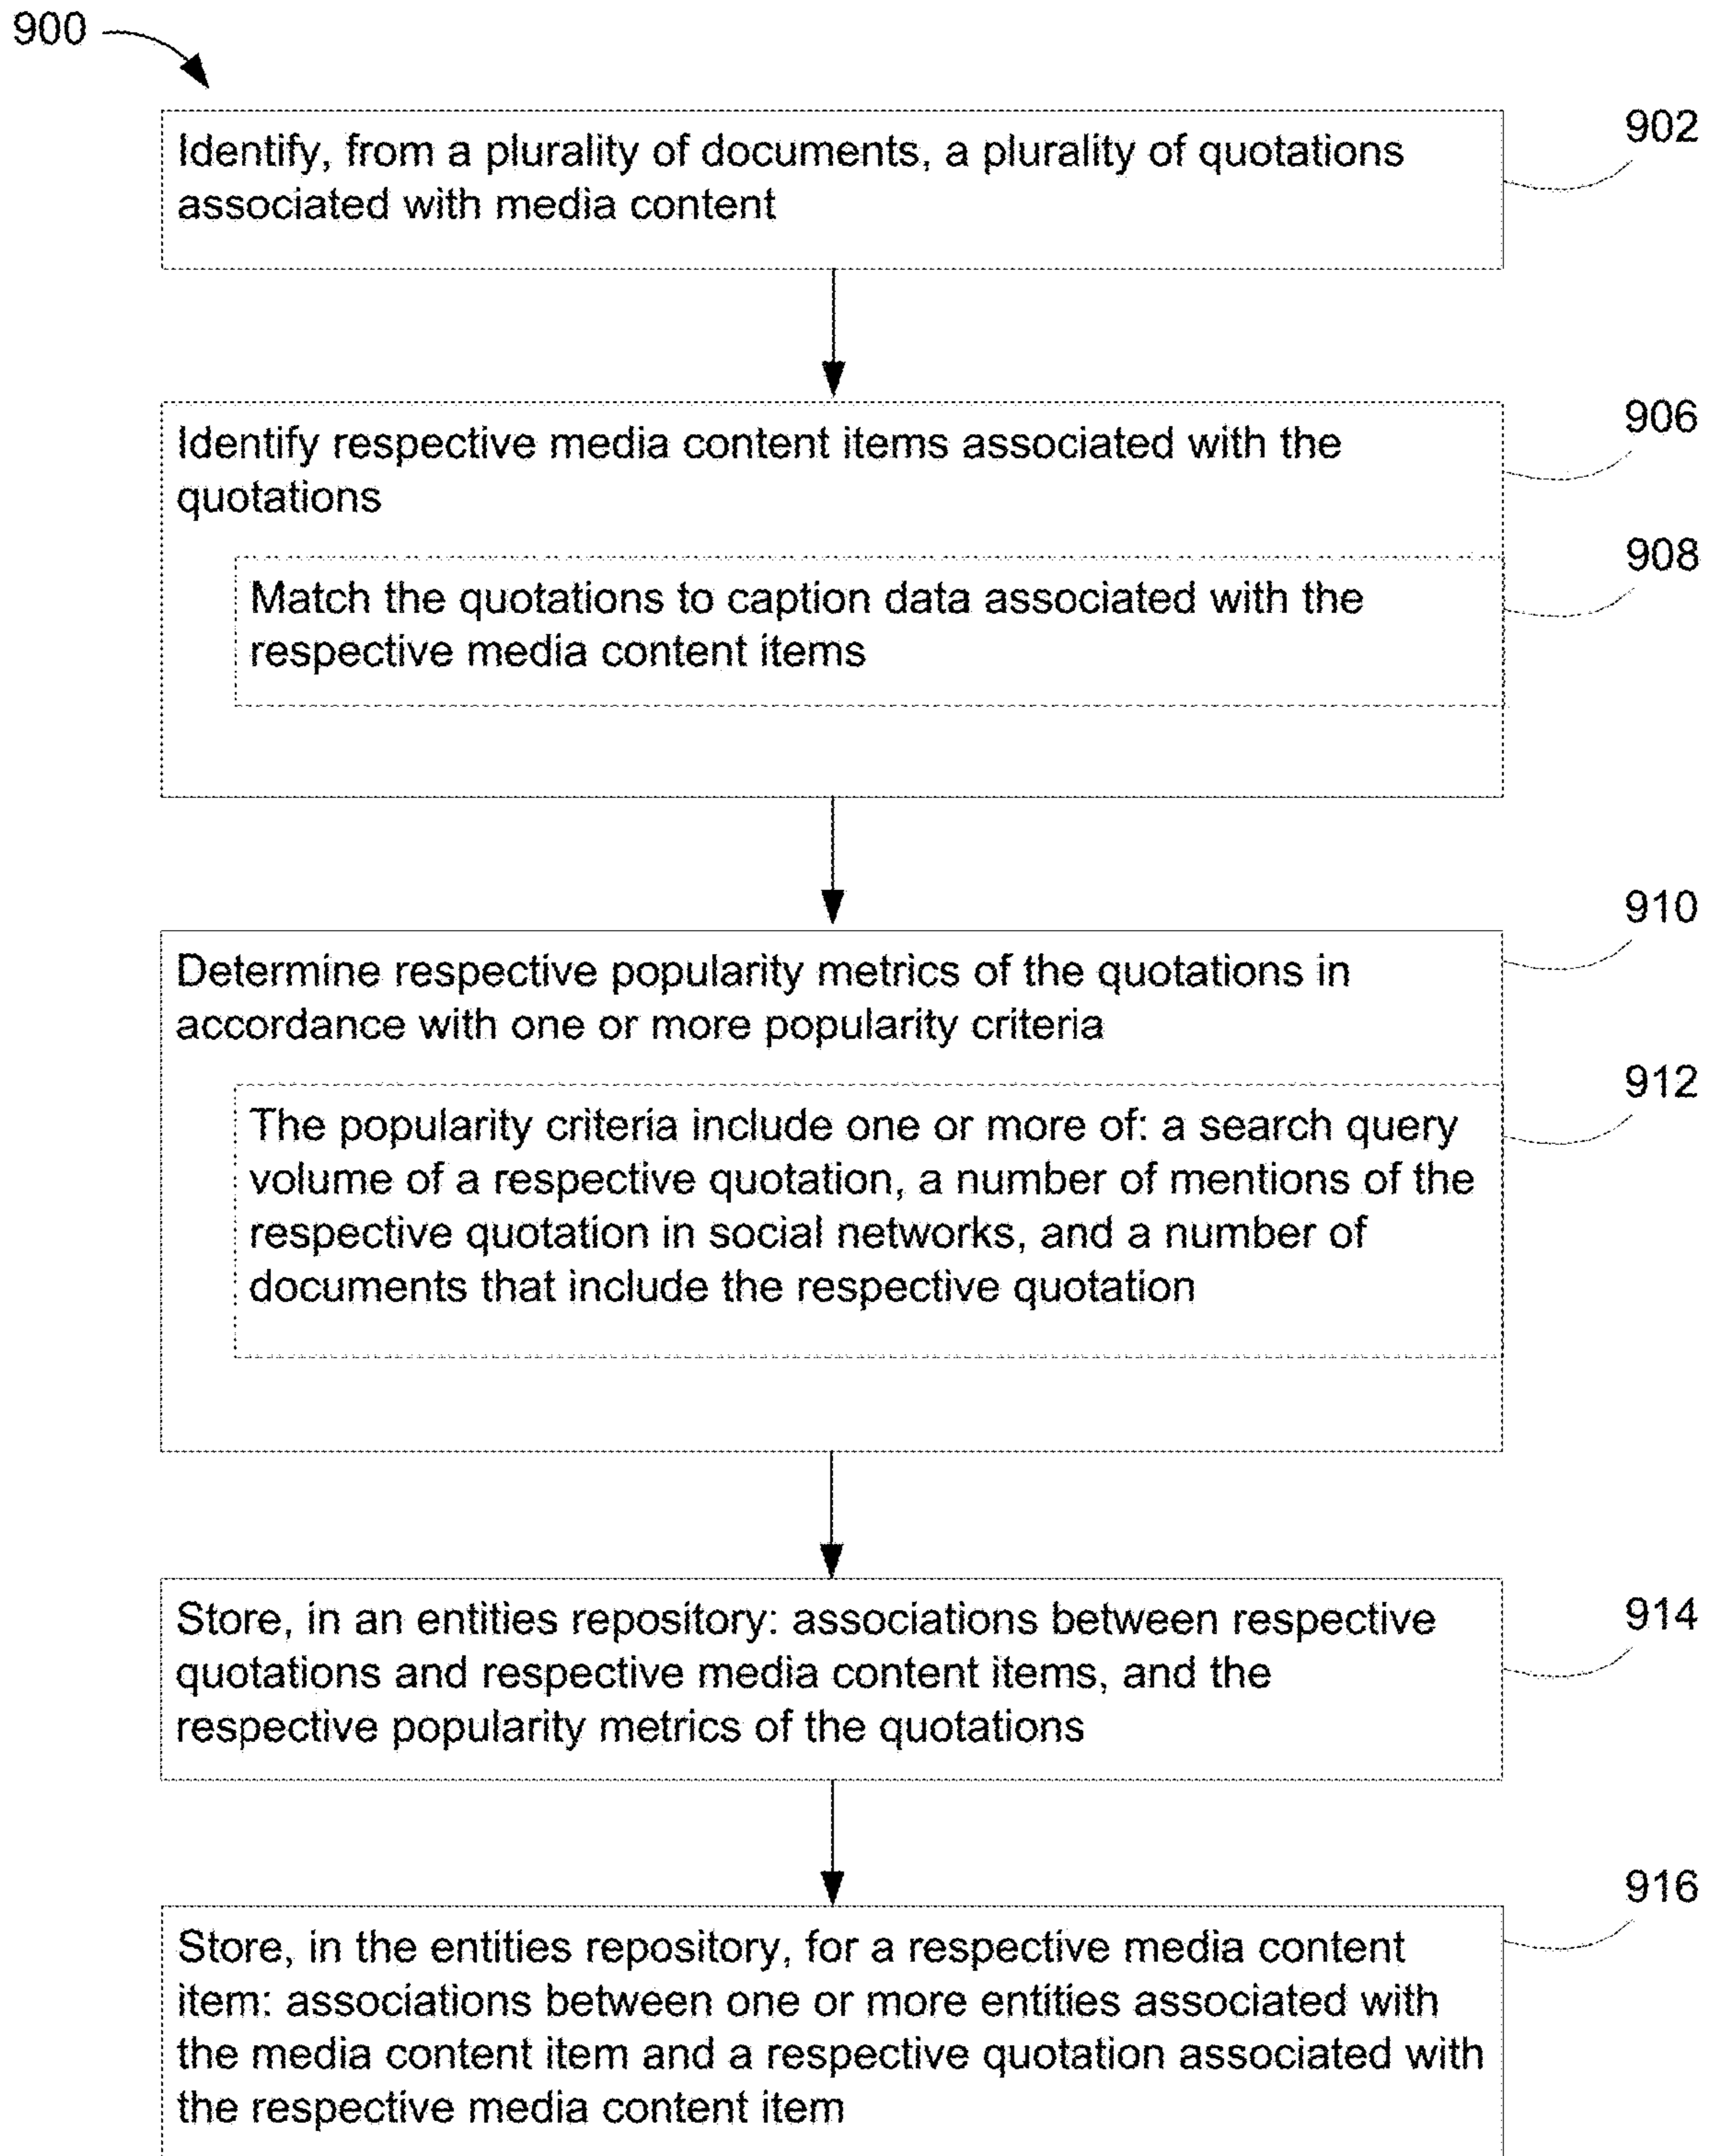 900
902
Identify, from a plurality of documents, a plurality of quotations
associated with media content
906
Identify respective media content items associated with the
quotations
908
Match the quotations to caption data associated with the
respective media content items
910
Determine respective popularity metrics of the quotations in
accordance with one or more popularity criteria
912
The popularity criteria include one or more of: a search query
volume of a respective quotation, a number of mentions of the
respective quotation in social networks, and a number of
documents that include the respective quotation
914
Store, in an entities repository: associations between respective
quotations and respective media content items, and the
respective popularity metrics of the quotations
916
Store, in the entities repository, for a respective media content
item: associations between one or more entities associated with
the media content item and a respective quotation associated with
the respective media content item